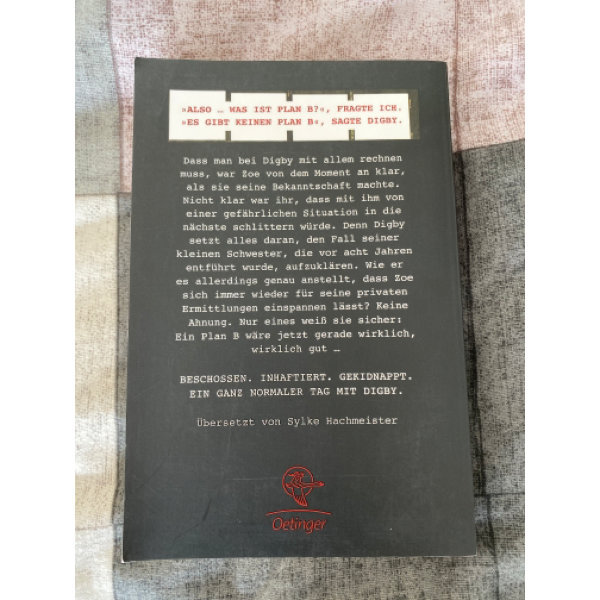 »ALSO … WAS IST PLAN B?«, FRAGTE ICH.
»ES GIBT KEINEN PLAN B«, SAGTE DIGBY.
Dass man bei Digby mit allem rechnen
muss, war Zoe von dem Moment an klar,
als sie seine Bekanntschaft machte.
Nicht klar war ihr, dass mit ihm von
einer gefährlichen Situation in die
nächste schlittern würde. Denn Digby
setzt alles daran, den Fall seiner
kleinen Schwester, die vor acht Jahren
entführt wurde, aufzuklären. Wie er
es allerdings genau anstellt, dass Zoe
sich immer wieder für seine privaten
Ermittlungen einspannen lässt? Keine
Ahnung. Nur eines weiß sie sicher:
Ein Plan B wäre jetzt gerade wirklich,
wirklich gut …
BESCHOSSEN. INHAFTIERT. GEKIDNAPPT.
EIN GANZ NORMALER TAG MIT DIGBY.
Übersetzt von Sylke Hachmeister
Oetinger